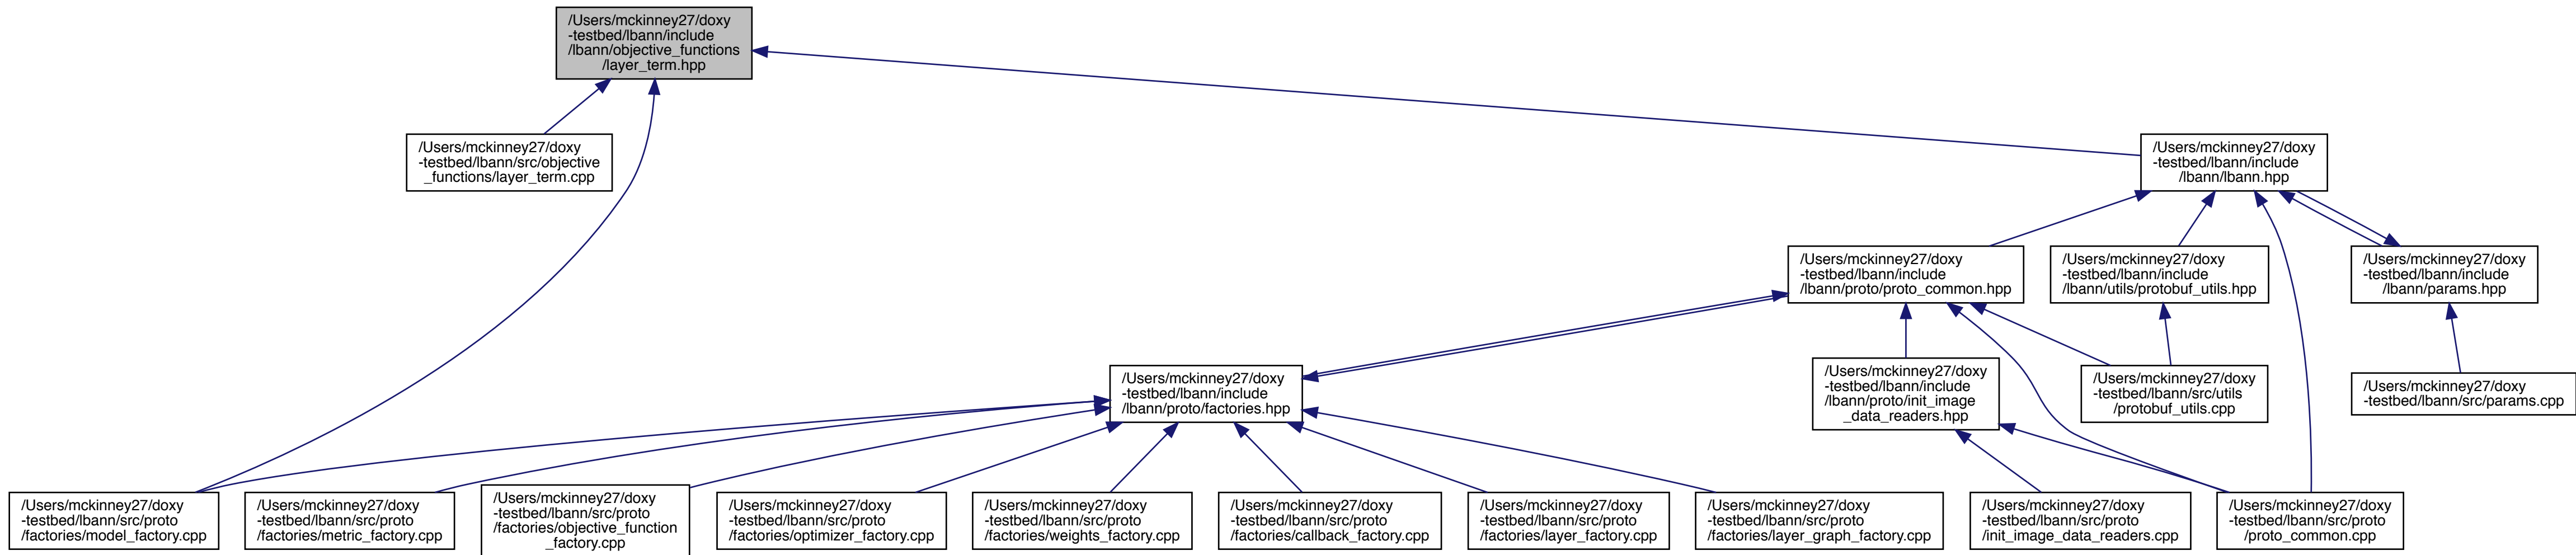 /Users/mckinney27/doxy
-testbed/lbann/include
/lbann/objective_functions
/layer_term.hpp
/Users/mckinney27/doxy
-testbed/lbann/src/objective
_functions/layer_term.cpp
/Users/mckinney27/doxy
-testbed/lbann/include
/lbann/lbann.hpp
/Users/mckinney27/doxy
-testbed/lbann/include
/lbann/proto/proto_common.hpp
/Users/mckinney27/doxy
-testbed/lbann/include
/lbann/utils/protobuf_utils.hpp
/Users/mckinney27/doxy
-testbed/lbann/include
/lbann/params.hpp
/Users/mckinney27/doxy
-testbed/lbann/include
/lbann/proto/factories.hpp
/Users/mckinney27/doxy
-testbed/lbann/include
/lbann/proto/init_image
_data_readers.hpp
/Users/mckinney27/doxy
-testbed/lbann/src/utils
/protobuf_utils.cpp
/Users/mckinney27/doxy
-testbed/lbann/src/params.cpp
/Users/mckinney27/doxy
-testbed/lbann/src/proto
/factories/model_factory.cpp
/Users/mckinney27/doxy
-testbed/lbann/src/proto
/factories/metric_factory.cpp
/Users/mckinney27/doxy
-testbed/lbann/src/proto
/factories/objective_function
_factory.cpp
/Users/mckinney27/doxy
-testbed/lbann/src/proto
/factories/optimizer_factory.cpp
/Users/mckinney27/doxy
-testbed/lbann/src/proto
/factories/weights_factory.cpp
/Users/mckinney27/doxy
-testbed/lbann/src/proto
/factories/callback_factory.cpp
/Users/mckinney27/doxy
-testbed/lbann/src/proto
/factories/layer_factory.cpp
/Users/mckinney27/doxy
-testbed/lbann/src/proto
/factories/layer_graph_factory.cpp
/Users/mckinney27/doxy
-testbed/lbann/src/proto
/init_image_data_readers.cpp
/Users/mckinney27/doxy
-testbed/lbann/src/proto
/proto_common.cpp